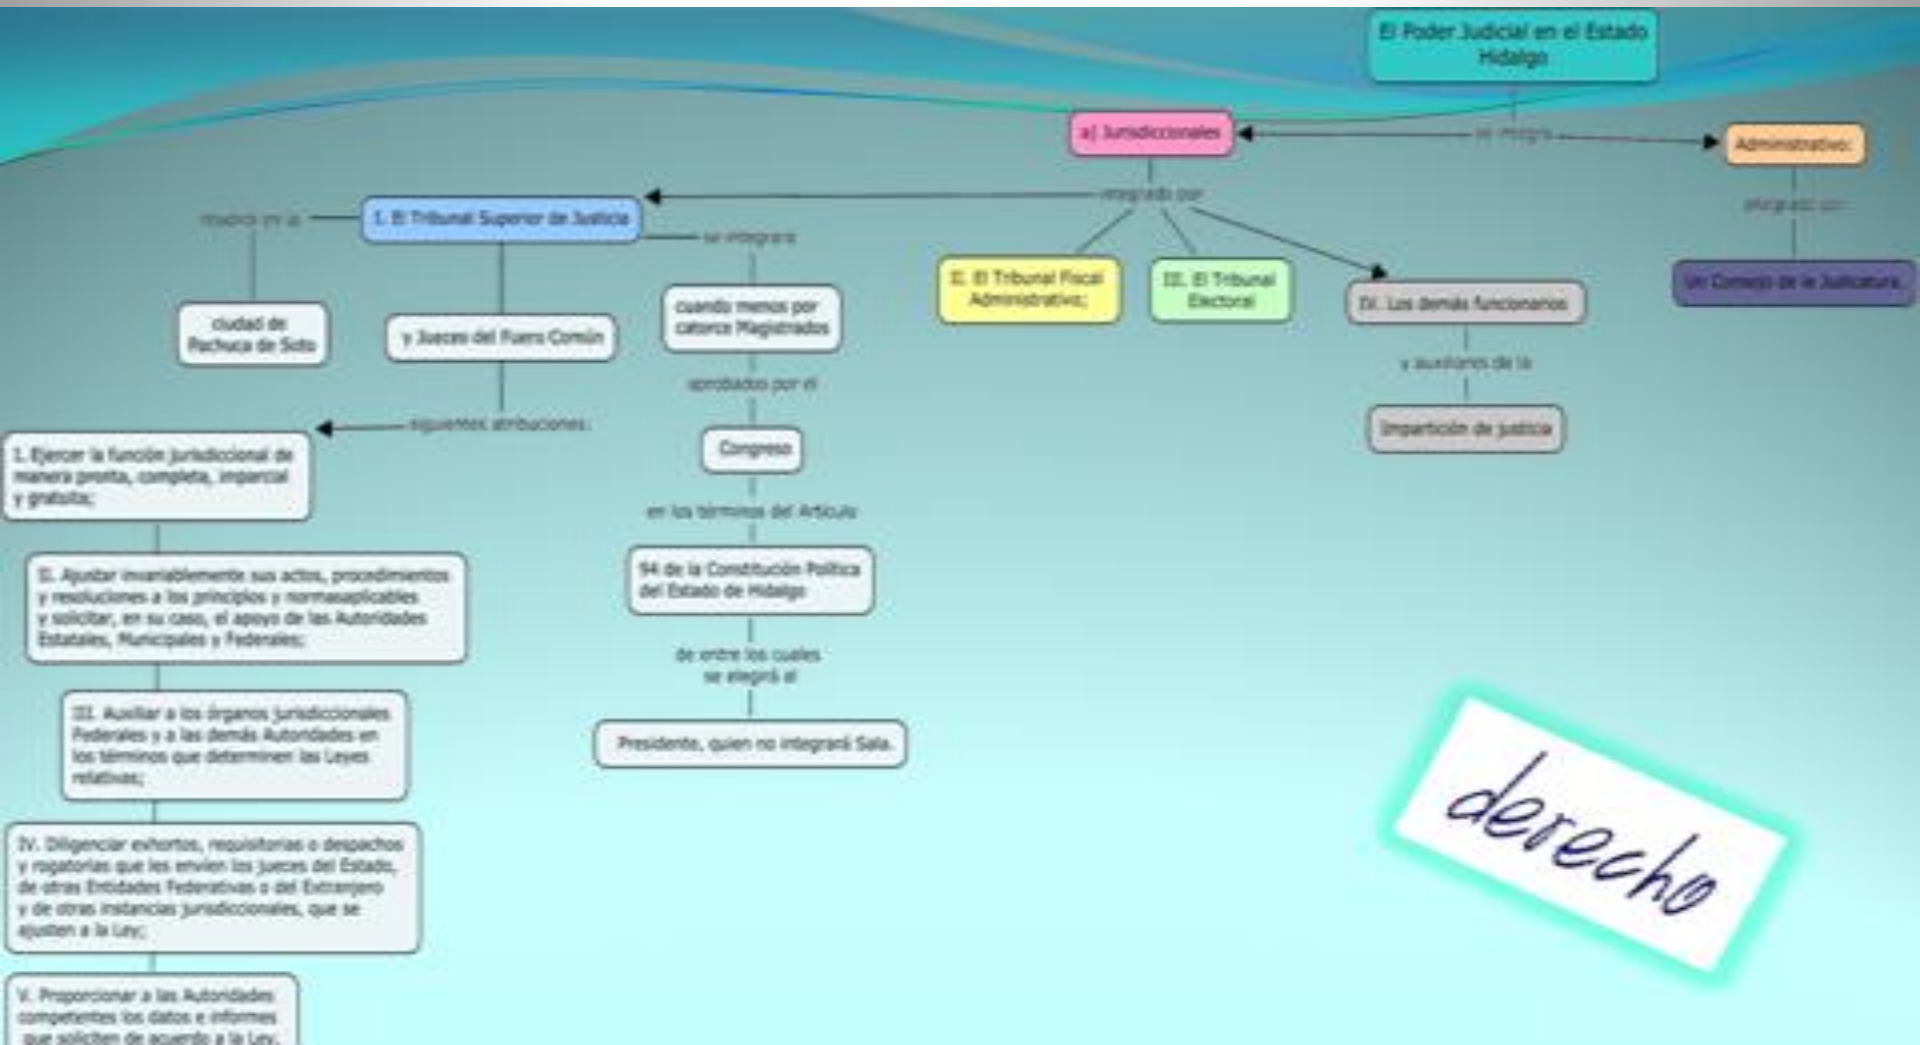 El Poder Judicial en el Estado
Hidalgo
se integra
a) Jurisdiccionales
Administrativo:
integrado por
integrado por
I. El Tribunal Superior de Justicia
II. El Tribunal Fiscal
Administrativo;
III. El Tribunal
Electoral
IV. Los demás funcionarios
y auxiliares de la
Impartición de justicia
Un Consejo de la Judicatura.
residirá en la
ciudad de
Pachuca de Soto
y Jueces del Fuero Común
se integrará
cuando menos por
catorce Magistrados
aprobados por el
Congreso
en los términos del Artículo
94 de la Constitución Política
del Estado de Hidalgo
de entre los cuales
se elegirá al
Presidente, quien no integrará Sala.
siguientes atribuciones:
I. Ejercer la función jurisdiccional de
manera pronta, completa, imparcial
y gratuita;
II. Ajustar invariablemente sus actos, procedimientos
y resoluciones a los principios y normasaplicables
y solicitar, en su caso, el apoyo de las Autoridades
Estatales, Municipales y Federales;
III. Auxiliar a los órganos jurisdiccionales
Federales y a las demás Autoridades en
los términos que determinen las Leyes
relativas;
IV. Diligenciar exhortos, requisitorias o despachos
y rogatorias que les envíen los jueces del Estado,
de otras Entidades Federativas o del Extranjero
y de otras instancias jurisdiccionales, que se
ajusten a la Ley;
V. Proporcionar a las Autoridades
competentes los datos e informes
que soliciten de acuerdo a la Ley,
derecho